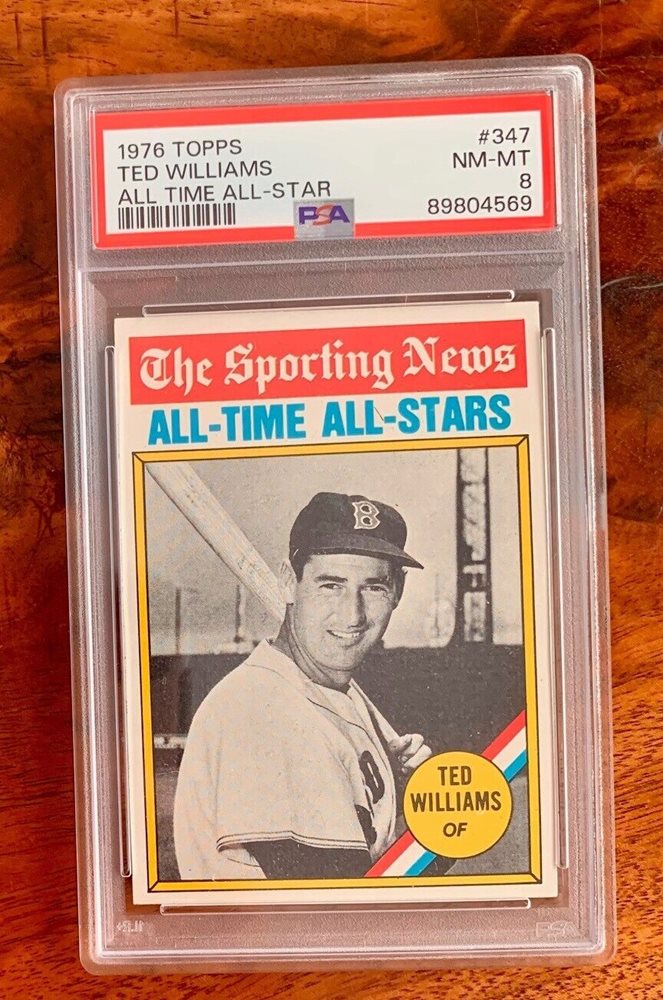 1976 TOPPS #347
TED WILLIAMS NM-MT
ALL TIME ALL-STAR 8
PSA 89804569
The Sporting News
ALL-TIME ALL-STARS
B
TED
WILLIAMS
OF